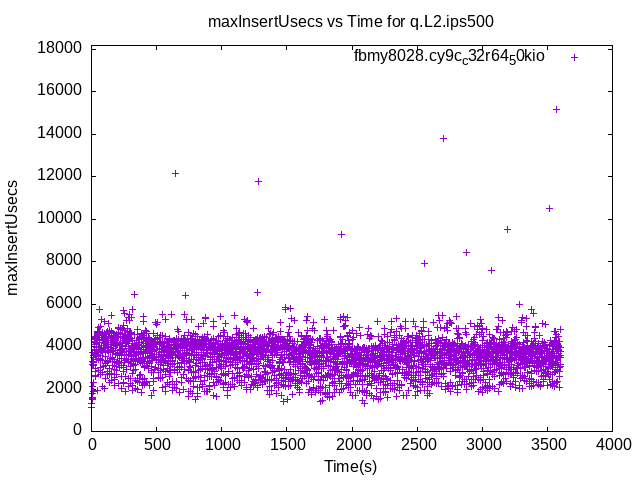 maxInsertUsecs vs Time for q.L2.ips500
fbmy8028.cy9c_c32r64_50kio
18000
16000
14000
12000
10000
8000
6000
4000
2000
0
maxInsertUsecs
0 500 1000 1500 2000 2500 3000 3500 4000
Time(s)